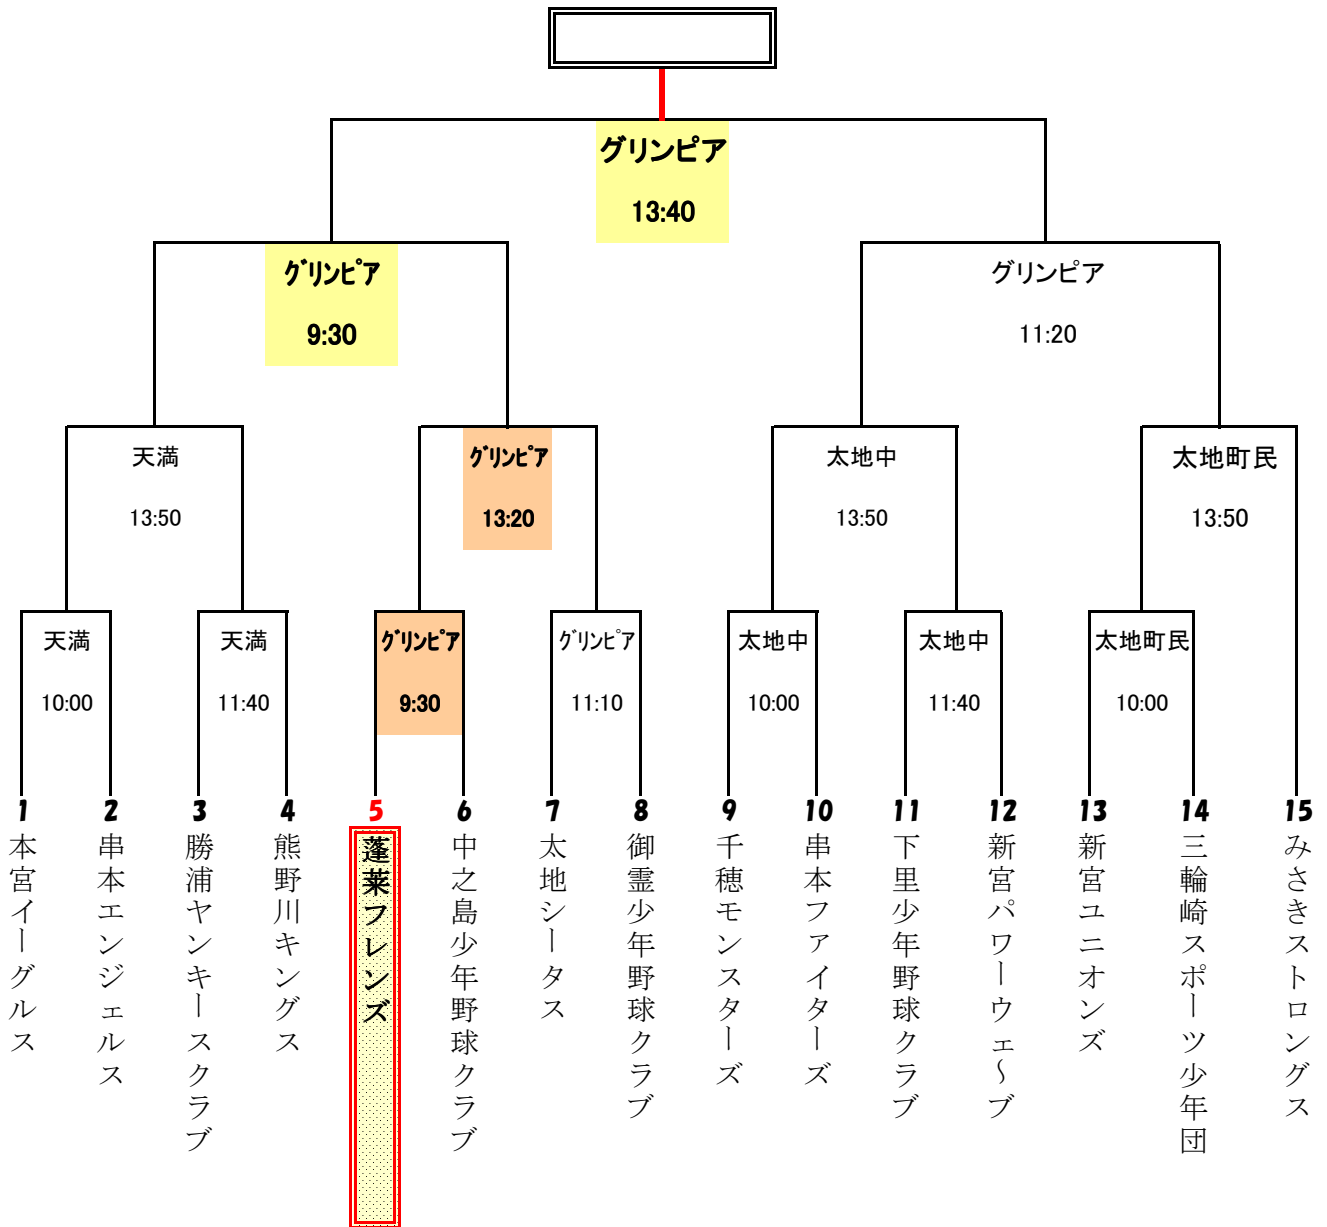 グリンピア
13:40
グリンピア
9:30
グリンピア
11:20
天満
13:50
グリンピア
13:20
太地中
13:50
太地町民
13:50
天満
10:00
天満
11:40
グリンピア
9:30
グリンピア
11:10
太地中
10:00
太地中
11:40
太地町民
10:00
1
本宮イーグルス
2
串本エンジェルス
3
勝浦ヤンキースクラブ
4
熊野川キングス
5
蓬莱フレンズ
6
中之島少年野球クラブ
7
太地シータス
8
御霊少年野球クラブ
9
千穂モンスターズ
10
串本ファイターズ
11
下里少年野球クラブ
12
新宮パワーウェ～ブ
13
新宮ユニオンズ
14
三輪崎スポーツ少年団
15
みさきストロングス